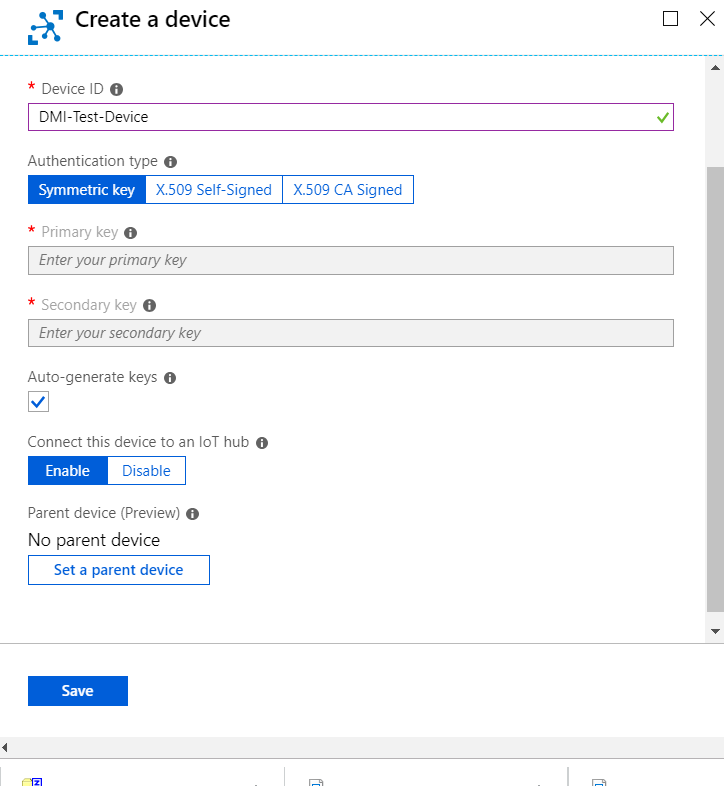 Create a device
* Device ID
DMI-Test-Device
Authentication type
Symmetric key X.509 Self-Signed X.509 CA Signed
* Primary key
Enter your primary key
* Secondary key
Enter your secondary key
Auto-generate keys
Connect this device to an IoT hub
Enable Disable
Parent device (Preview)
No parent device
Set a parent device
Save